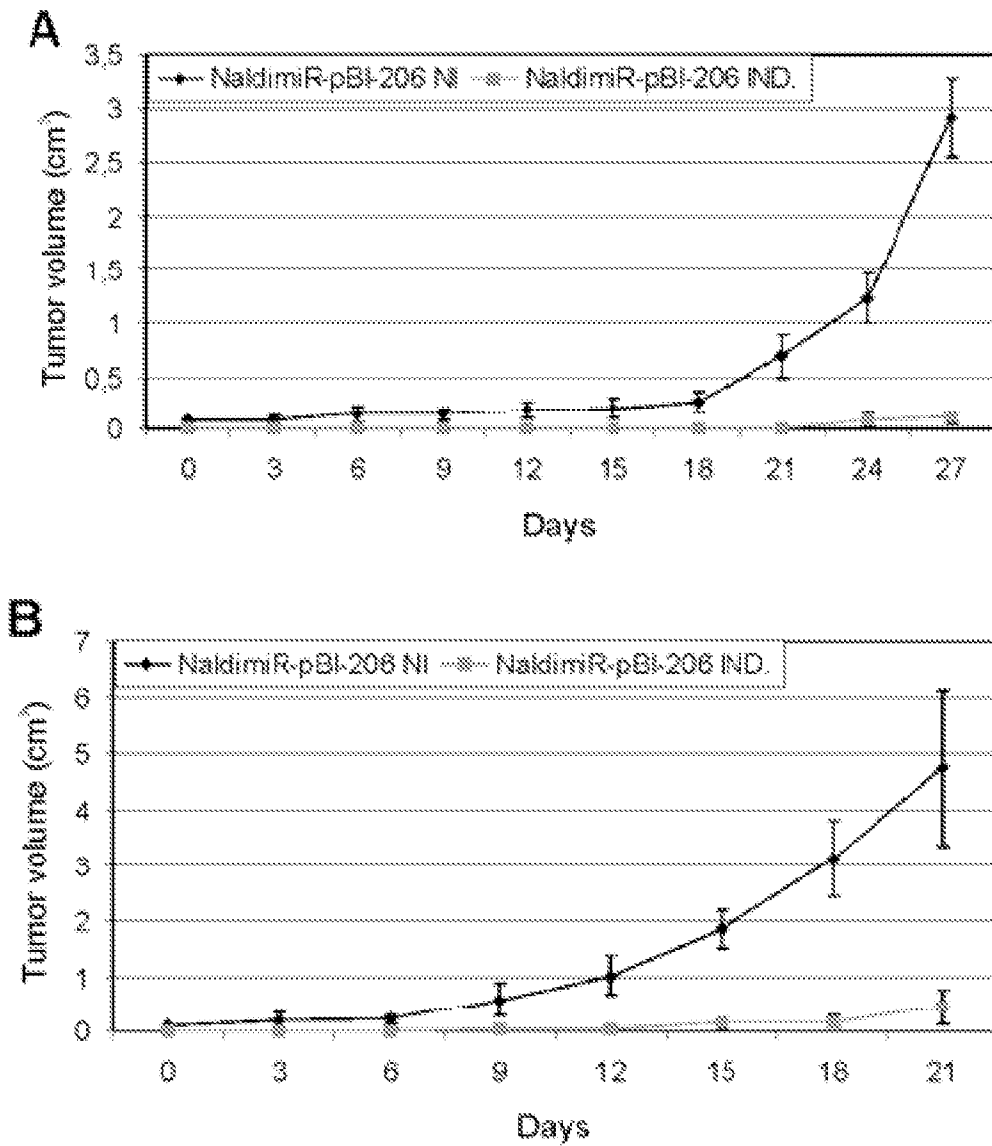 A
NaldimiR-pBI-206 NI NaldimiR-pBI-206 IND.
Tumor volume (cm³)
3,5
3
2,5
2
1,5
1
0,5
0
0 3 6 9 12 15 18 21 24 27
Days
B
NaldimiR-pBI-206 NI NaldimiR-pBI-206 IND.
Tumor volume (cm³)
7
6
5
4
3
2
1
0
0 3 6 9 12 15 18 21
Days